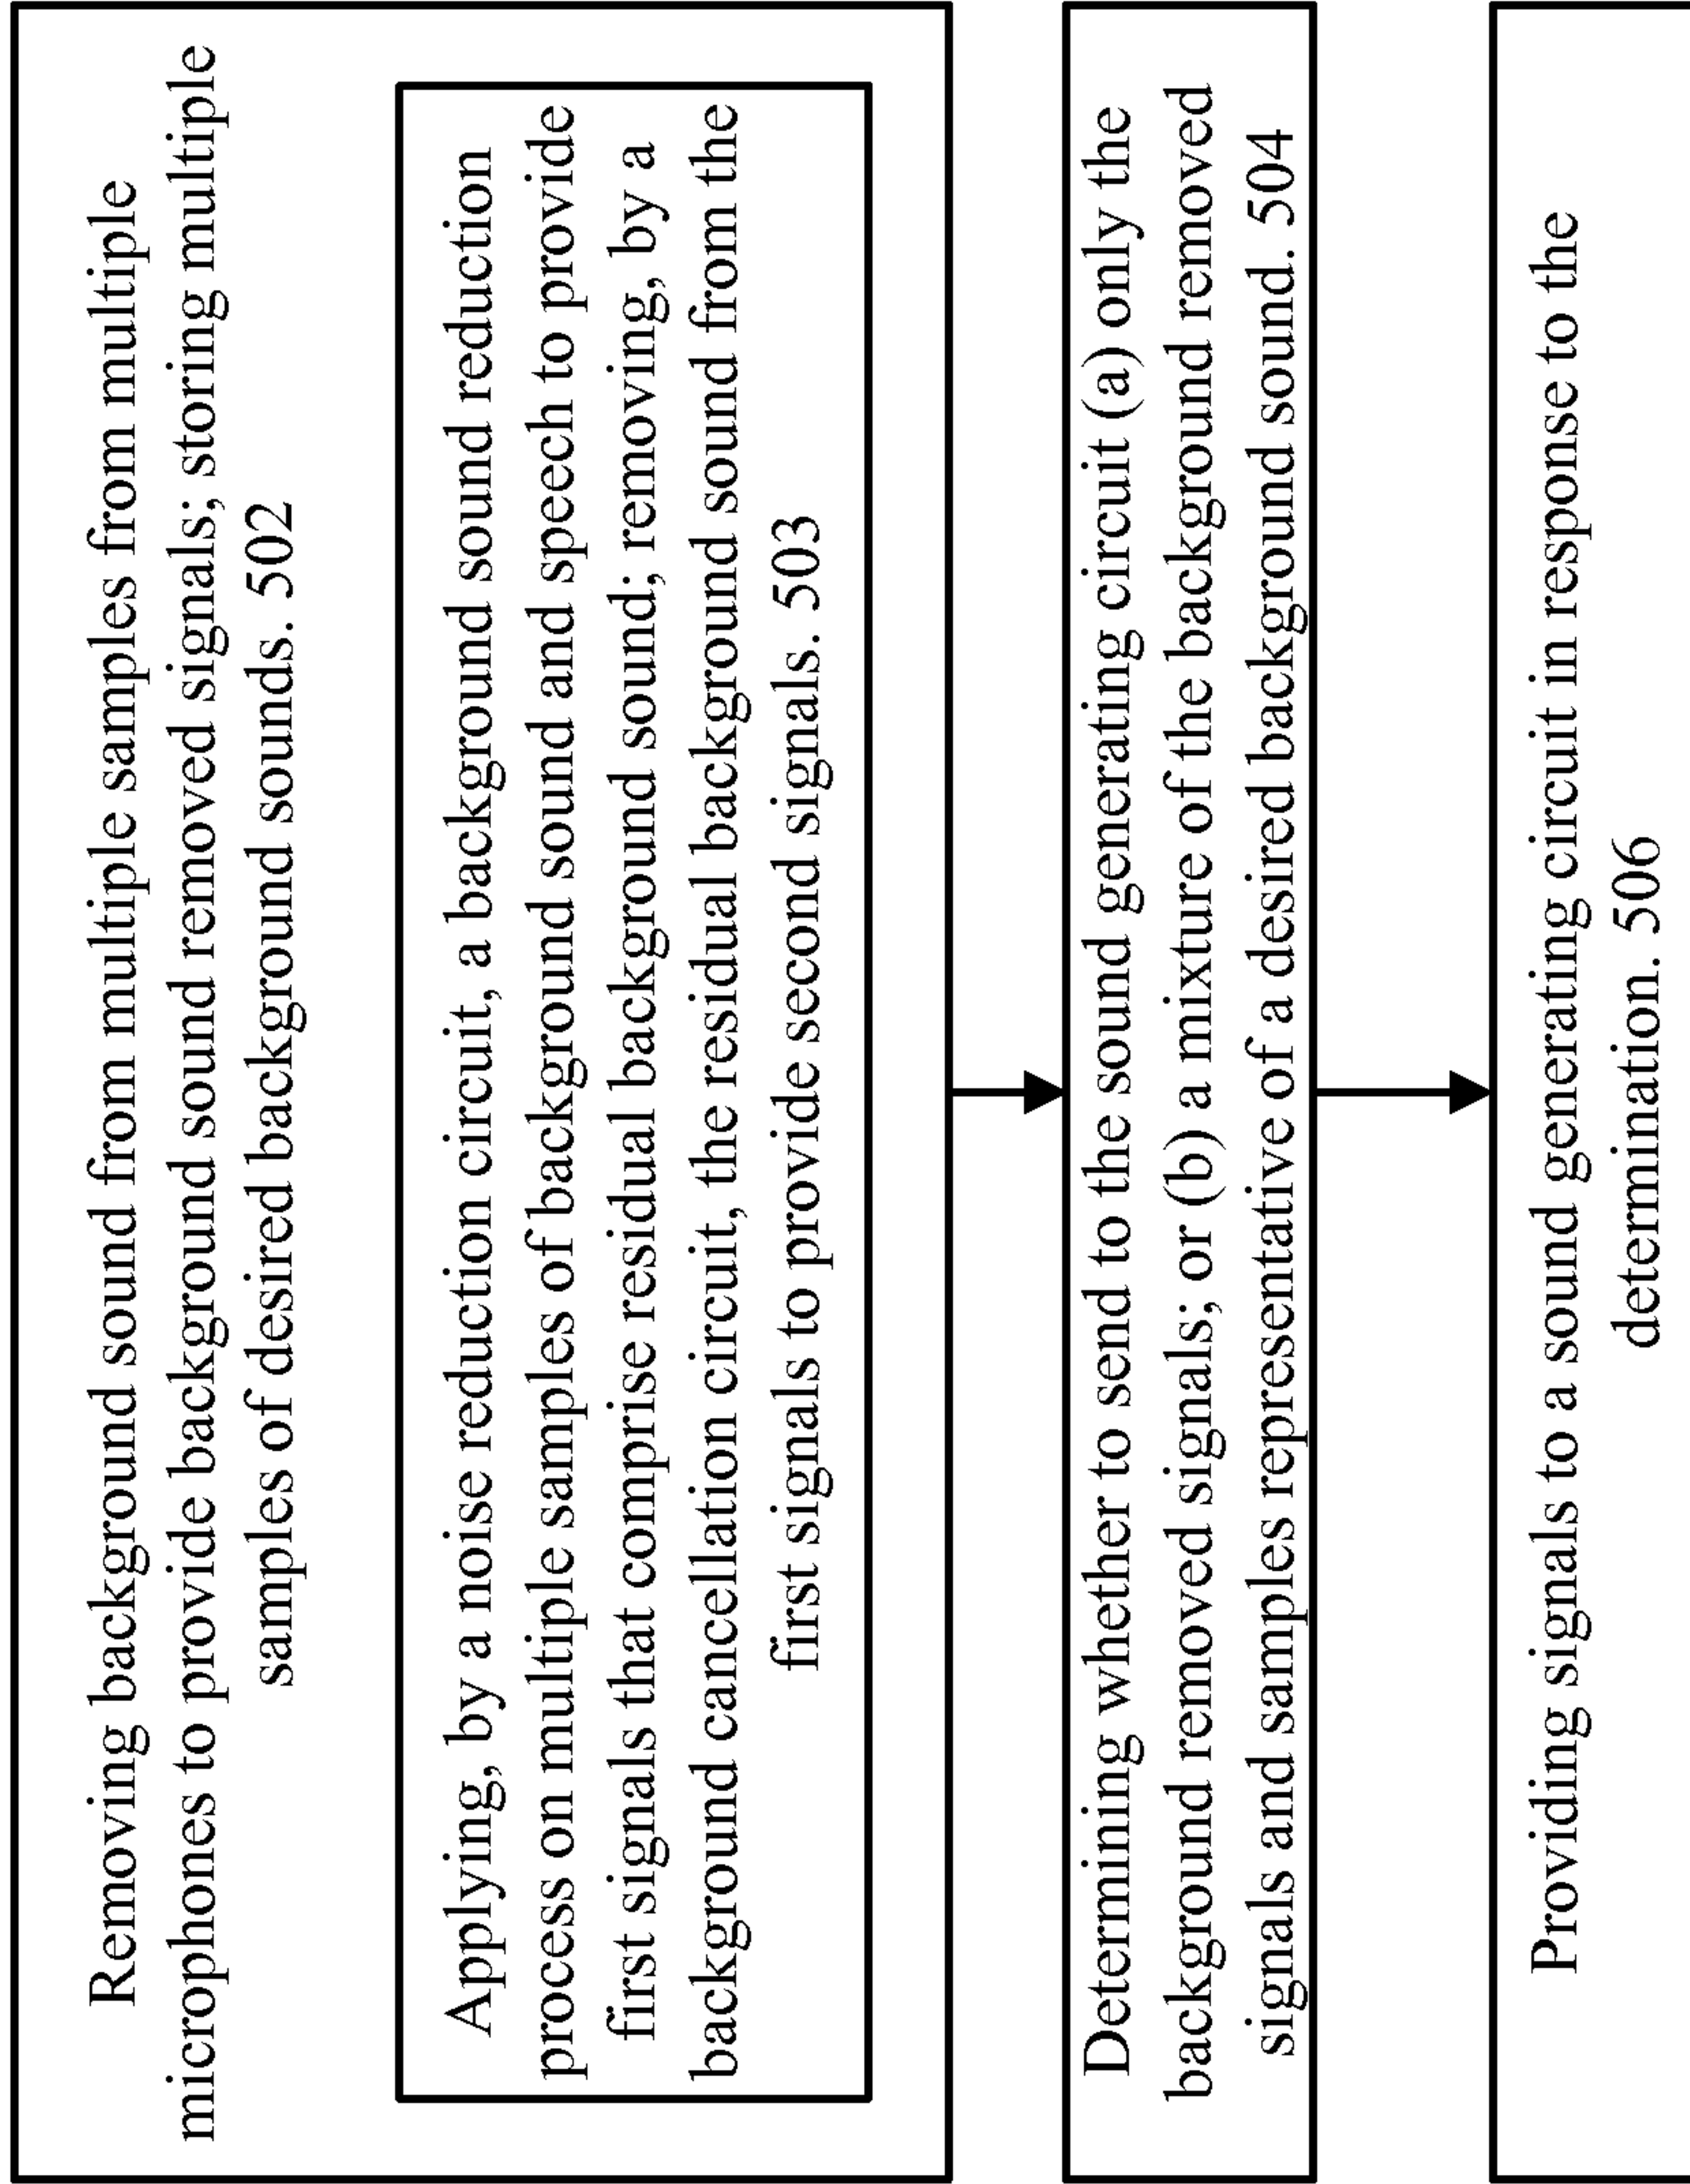 Removing background sound from multiple samples from multiple
microphones to provide background sound removed signals; storing multiple
samples of desired background sounds. 502
Applying, by a noise reduction circuit, a background sound reduction
process on multiple samples of background sound and speech to provide
first signals that comprise residual background sound; removing, by a
background cancellation circuit, the residual background sound from the
first signals to provide second signals. 503
Determining whether to send to the sound generating circuit (a) only the
background removed signals; or (b) a mixture of the background removed
signals and samples representative of a desired background sound. 504
Providing signals to a sound generating circuit in response to the
determination. 506